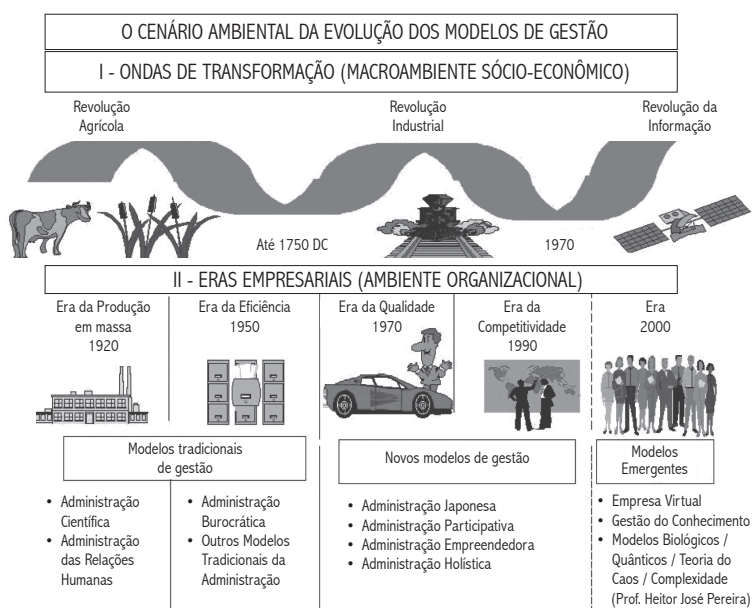 O CENÁRIO AMBIENTAL DA EVOLUÇÃO DOS MODELOS DE GESTÃO
I - ONDAS DE TRANSFORMAÇÃO (MACROAMBIENTE SÓCIO-ECONÔMICO)
Revolução
Agrícola
Revolução
Industrial
Revolução da
Informação
Até 1750 DC
1970
II - ERAS EMPRESARIAIS (AMBIENTE ORGANIZACIONAL)
Era da Produção
em massa
1920
Era da Eficiência
1950
Era da Qualidade
1970
Era da
Competitividade
1990
Era
2000
Modelos tradicionais
de gestão
Novos modelos de gestão
Modelos
Emergentes
• Administração
Científica
• Administração
das Relações
Humanas
• Administração
Burocrática
• Outros Modelos
Tradicionais da
Administração
• Administração Japonesa
• Administração Participativa
• Administração Empreendedora
• Administração Holística
• Empresa Virtual
• Gestão do Conhecimento
• Modelos Biológicos /
Quânticos / Teoria do
Caos / Complexidade
(Prof. Heitor José Pereira)